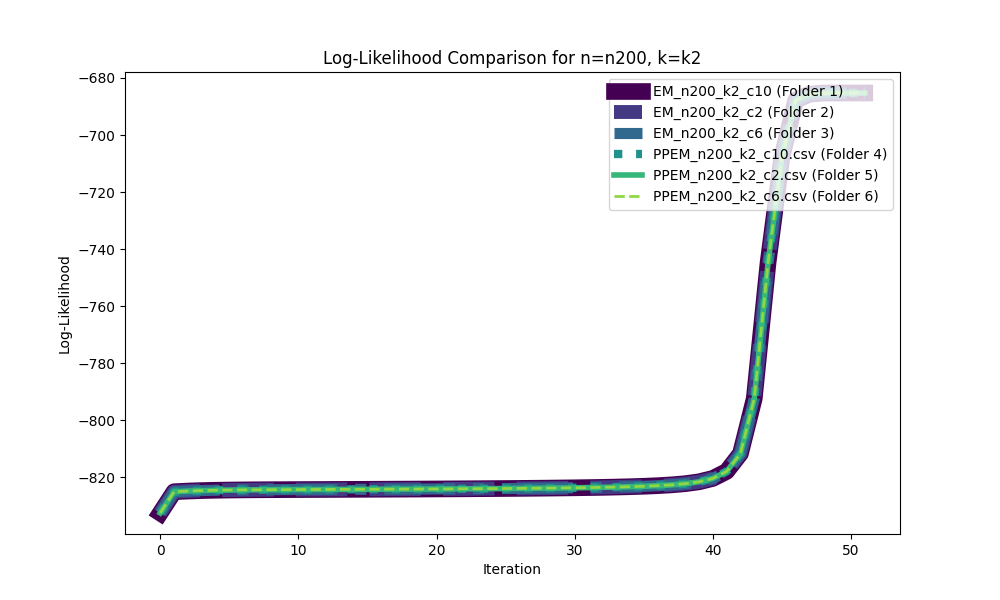 Log-Likelihood Comparison for n=n200, k=k2
EM_n200_k2_c10 (Folder 1)
EM_n200_k2_c2 (Folder 2)
EM_n200_k2_c6 (Folder 3)
PPEM_n200_k2_c10.csv (Folder 4)
PPEM_n200_k2_c2.csv (Folder 5)
PPEM_n200_k2_c6.csv (Folder 6)
Log-Likelihood
−680
−700
−720
−740
−760
−780
−800
−820
0 10 20 30 40 50
Iteration